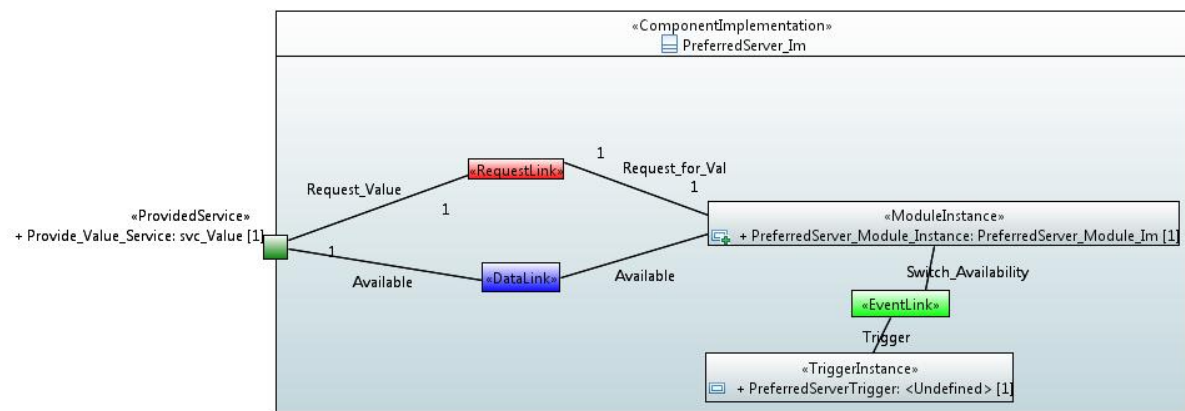 «ComponentImplementation»
PreferredServer_Im
1
«RequestLink»
Request_for_Val
Request_Value
1
1
«ProvidedService»
+ Provide_Value_Service: svc_Value [1]
«ModuleInstance»
+ PreferredServer_Module_Instance: PreferredServer_Module_Im [1]
1
Available
«DataLink»
Available
Switch_Availability
«EventLink»
Trigger
«TriggerInstance»
+ PreferredServerTrigger: <Undefined> [1]